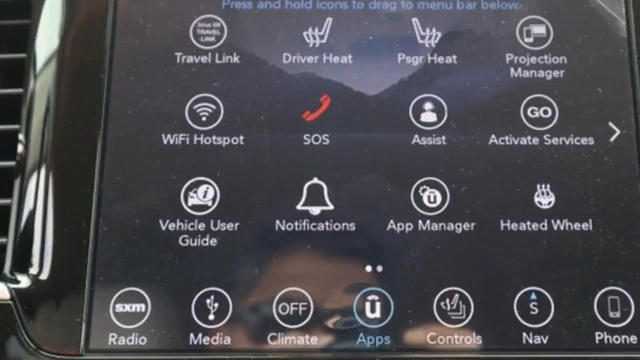 Press and hold icons to drag to menu bar below.
Sirius XM
TRAVEL
LINK
Travel Link
Driver Heat
Psgr Heat
Projection
Manager
GO
WiFi Hotspot
SOS
Assist
Activate Services
Vehicle User
Guide
Notifications
App Manager
Heated Wheel
sxm
OFF
S
Radio
Media
Climate
Apps
Controls
Nav
Phone